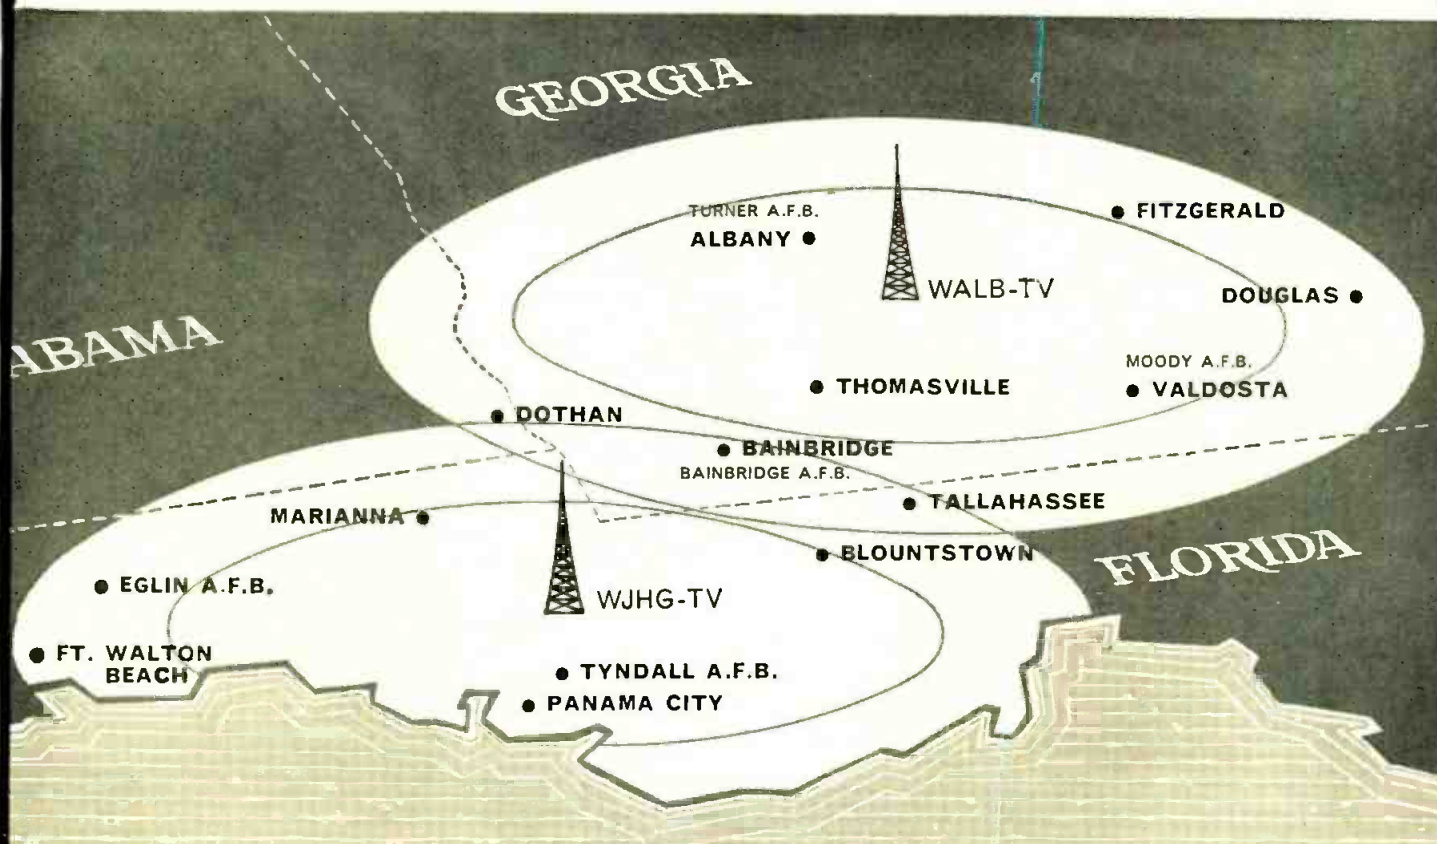 GEORGIA
TURNER A.F.B.
ALBANY
FITZGERALD
WALB-TV
DOUGLAS
ABAMA
MOODY A.F.B.
THOMASVILLE
VALDOSTA
DOTHAN
BAINBRIDGE
BAINBRIDGE A.F.B.
TALLAHASSEE
MARIANNA
BLOUNTSTOWN
FLORIDA
EGLIN A.F.B.
WJHG-TV
FT. WALTON
BEACH
TYNDALL A.F.B.
PANAMA CITY